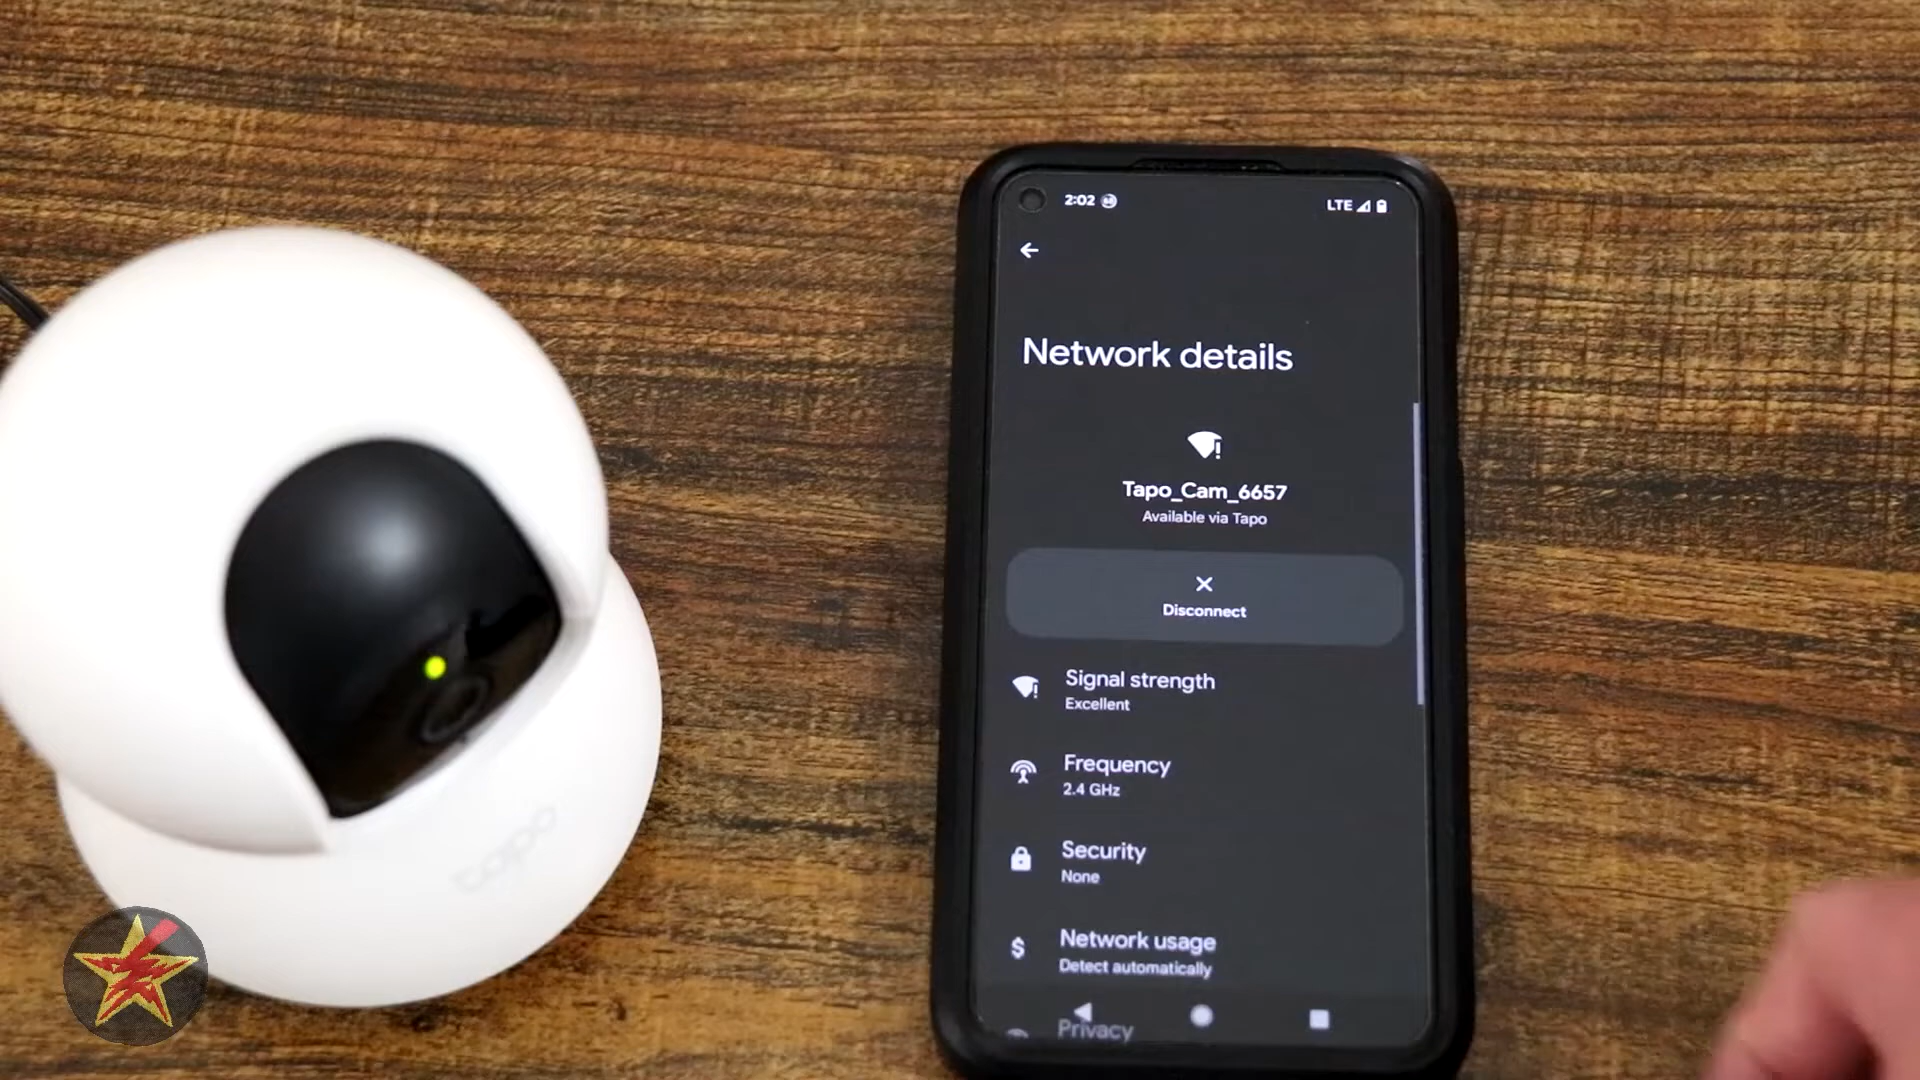 2:02
LTE
Network details
Tapo_Cam_6657
Available via Tapo
Disconnect
Signal strength
Excellent
Frequency
2.4 GHz
Security
None
$
Network usage
Detect automatically
Privacy
tapo